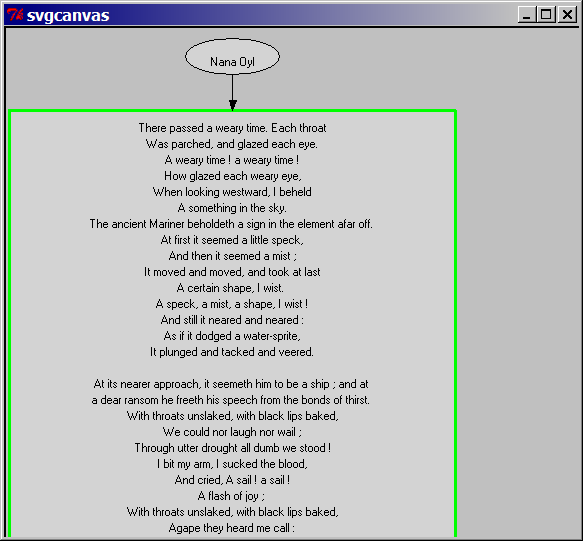 svgcanvas
Nana Oyl
There passed a weary time. Each throat
Was parched, and glazed each eye.
A weary time ! a weary time !
How glazed each weary eye,
When looking westward, I beheld
A something in the sky.
The ancient Mariner beholdeth a sign in the element afar off.
At first it seemed a little speck,
And then it seemed a mist ;
It moved and moved, and took at last
A certain shape, I wist.
A speck, a mist, a shape, I wist !
And still it neared and neared :
As if it dodged a water-sprite,
It plunged and tacked and veered.
At its nearer approach, it seemeth him to be a ship ; and at
a dear ransom he freeth his speech from the bonds of thirst.
With throats unslaked, with black lips baked,
We could nor laugh nor wail ;
Through utter drought all dumb we stood !
I bit my arm, I sucked the blood,
And cried, A sail ! a sail !
A flash of joy ;
With throats unslaked, with black lips baked,
Agape they heard me call :